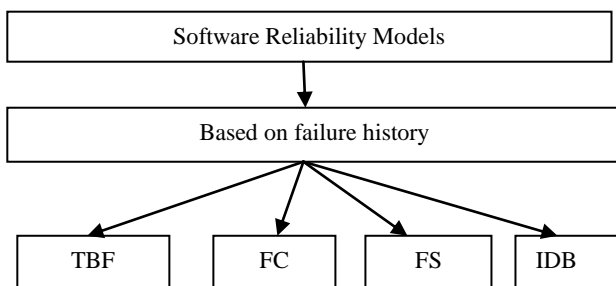 Software Reliability Models
Based on failure history
TBF FC FS IDB